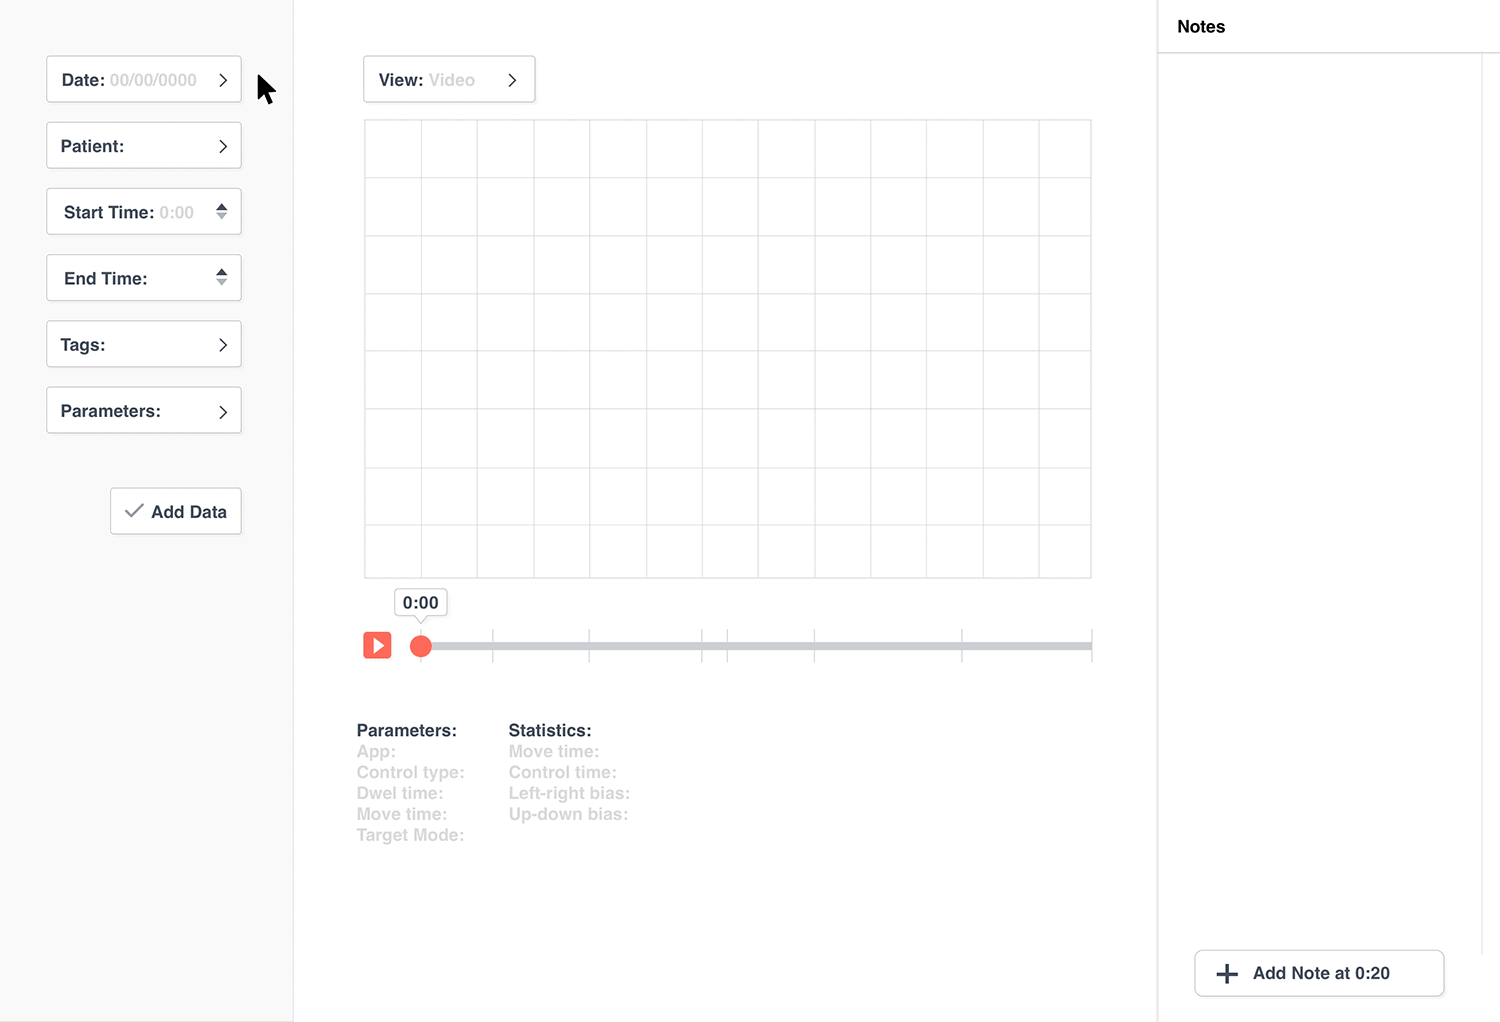 Date: 00/00/0000
Patient:
Start Time: 0:00
End Time:
Tags:
Parameters:
Add Data
View: Video
0:00
Parameters:
App:
Control type:
Dwel time:
Move time:
Target Mode:
Statistics:
Move time:
Control time:
Left-right bias:
Up-down bias:
Notes
Add Note at 0:20